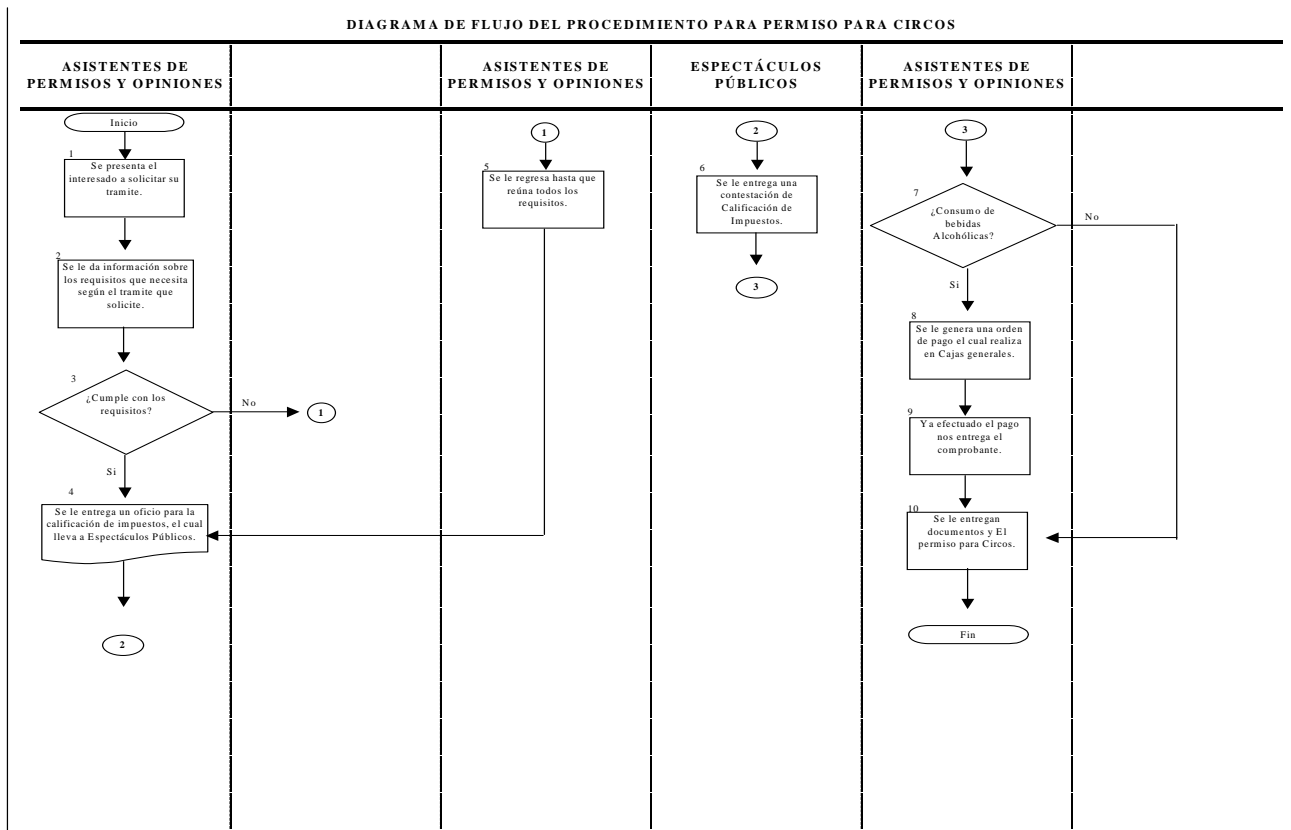 DIAGRAMA DE FLUJO DEL PROCEDIMIENTO PARA PERMISO PARA CIRCOS
ASISTENTES DE
PERMISOS Y OPINIONES
ASISTENTES DE
PERMISOS Y OPINIONES
ESPECTÁCULOS
PÚBLICOS
ASISTENTES DE
PERMISOS Y OPINIONES
Inicio
1
Se presenta el
interesado a solicitar su
tramite.
2
Se le da información sobre
los requisitos que necesita
según el tramite que
solicite.
3
¿Cumple con los
requisitos?
No
1
Si
4
Se le entrega un oficio para la
calificación de impuestos, el cual
lleva a Espectáculos Públicos.
2
1
5
Se le regresa hasta que
reúna todos los
requisitos.
2
6
Se le entrega una
contestación de
Calificación de
Impuestos.
3
3
7
¿Consumo de
bebidas
Alcohólicas?
No
Si
8
Se le genera una orden
de pago el cual realiza
en Cajas generales.
9
Ya efectuado el pago
nos entrega el
comprobante.
10
Se le entregan
documentos y El
permiso para Circos.
Fin